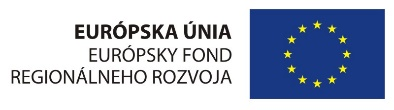 EURÓPSKA ÚNIA
EURÓPSKY FOND
REGIONÁLNEHO ROZVOJA